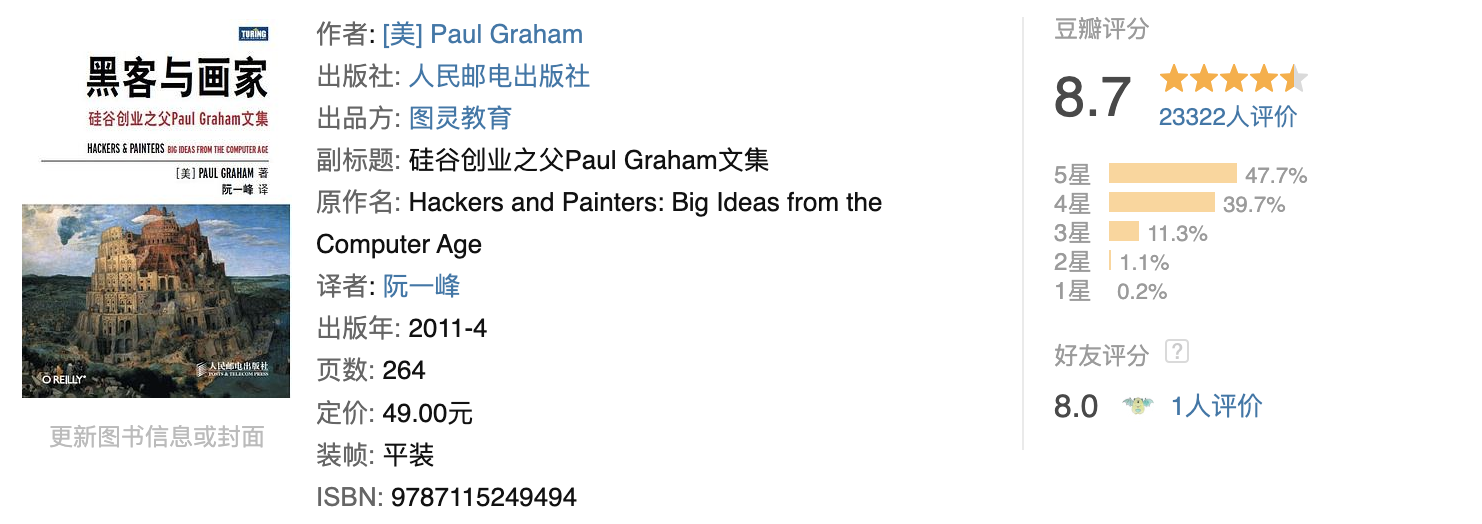 TURING
黑客与画家
硅谷创业之父Paul Graham文集
HACKERS & PAINTERS BIG IDEAS FROM THE COMPUTER AGE
[美] PAUL GRAHAM 著
阮一峰 译
O'REILLY®
人民邮电出版社
POSTS & TELECOM PRESS
更新图书信息或封面
作者: [美] Paul Graham
出版社: 人民邮电出版社
出品方: 图灵教育
副标题: 硅谷创业之父Paul Graham文集
原作名: Hackers and Painters: Big Ideas from the
Computer Age
译者: 阮一峰
出版年: 2011-4
页数: 264
定价: 49.00元
装帧: 平装
ISBN: 9787115249494
豆瓣评分
8.7
23322人评价
5星 47.7%
4星 39.7%
3星 11.3%
2星 1.1%
1星 0.2%
好友评分 ?
8.0 1人评价